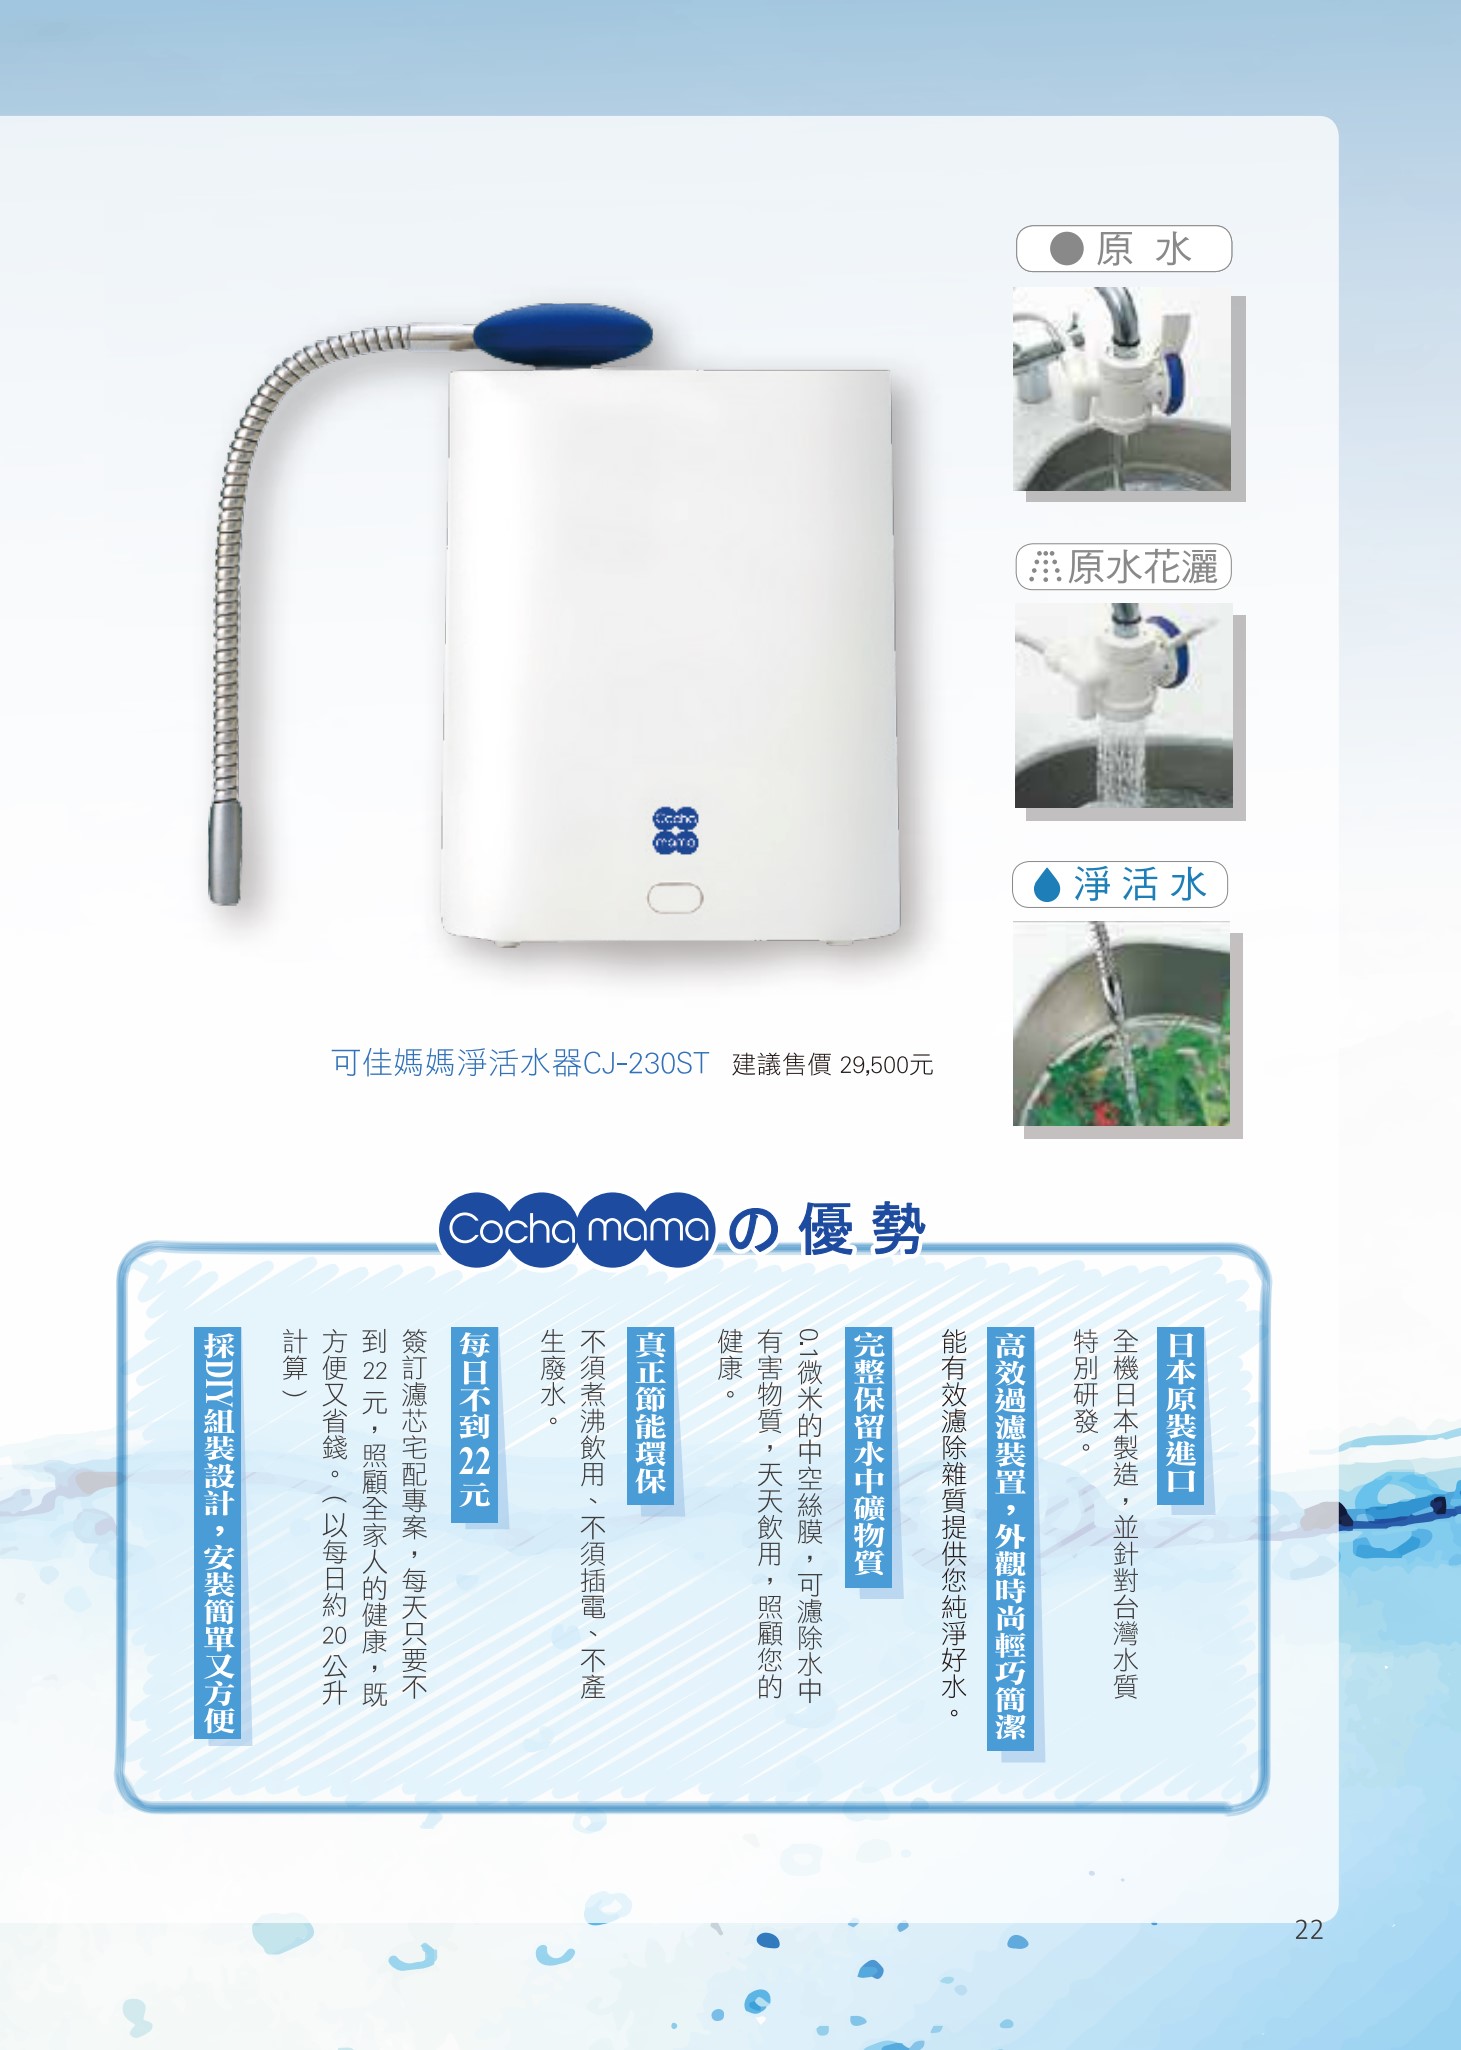 原水
原水花灑
Cocha
mama
淨活水
可佳媽媽淨活水器CJ-230ST 建議售價 29,500元
Cocha mama の優勢
日本原裝進口
全機日本製造，並針對台灣水質
特別研發。
高效過濾裝置，外觀時尚輕巧簡潔
能有效濾除雜質提供您純淨好水。
完整保留水中礦物質
0.1微米的中空絲膜，可濾除水中
有害物質，天天飲用，照顧您的
健康。
真正節能環保
不須煮沸飲用、不須插電、不產
生廢水。
每日不到22元
簽訂濾芯宅配專案，每天只要不
到22元，照顧全家人的健康，既
方便又省錢。（以每日約20公升
計算）
採DIY組裝設計，安裝簡單又方便
22